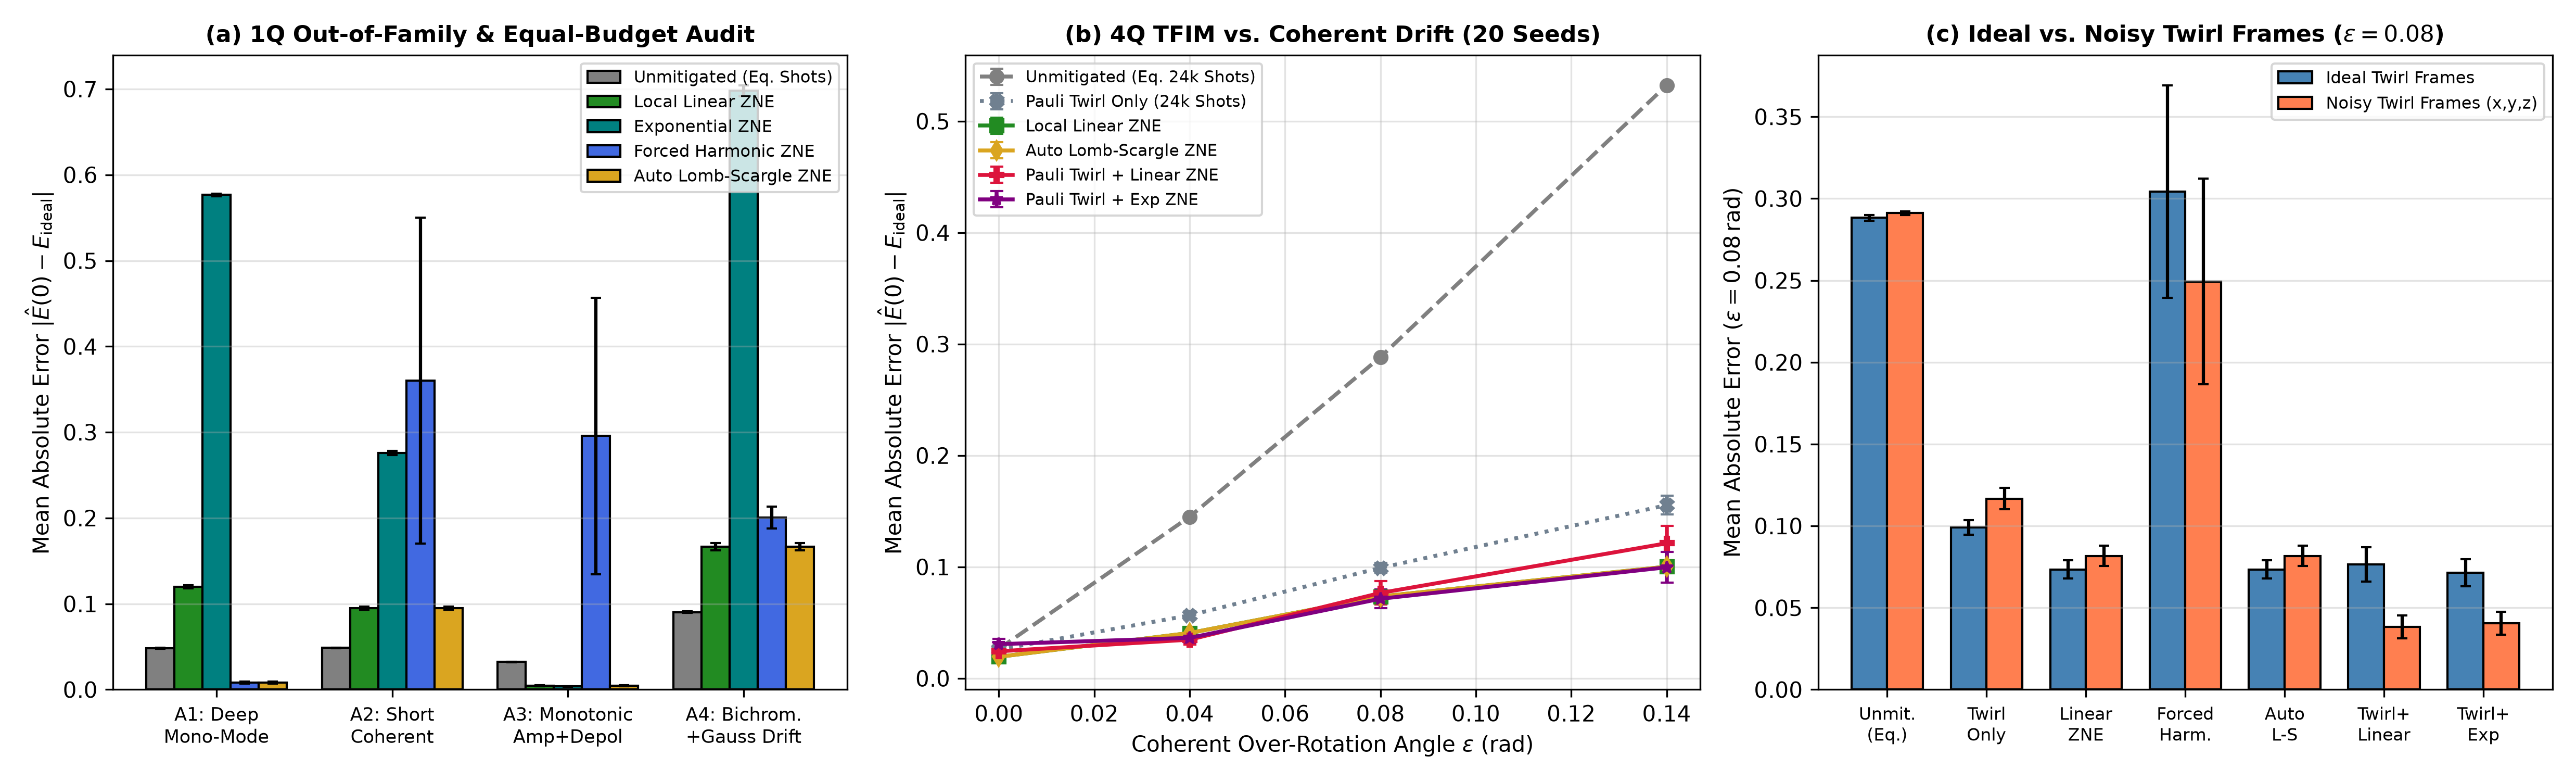 (a) 1Q Out-of-Family & Equal-Budget Audit
Mean Absolute Error |Ê(0) − E_ideal|
0.7
0.6
0.5
0.4
0.3
0.2
0.1
0.0
Unmitigated (Eq. Shots)
Local Linear ZNE
Exponential ZNE
Forced Harmonic ZNE
Auto Lomb-Scargle ZNE
A1: Deep
Mono-Mode
A2: Short
Coherent
A3: Monotonic
Amp+Depol
A4: Bichrom.
+Gauss Drift
(b) 4Q TFIM vs. Coherent Drift (20 Seeds)
Mean Absolute Error |Ê(0) − E_ideal|
0.5
0.4
0.3
0.2
0.1
0.0
Unmitigated (Eq. 24k Shots)
Pauli Twirl Only (24k Shots)
Local Linear ZNE
Auto Lomb-Scargle ZNE
Pauli Twirl + Linear ZNE
Pauli Twirl + Exp ZNE
0.00 0.02 0.04 0.06 0.08 0.10 0.12 0.14
Coherent Over-Rotation Angle ε (rad)
(c) Ideal vs. Noisy Twirl Frames (ε = 0.08)
Mean Absolute Error (ε = 0.08 rad)
0.35
0.30
0.25
0.20
0.15
0.10
0.05
0.00
Ideal Twirl Frames
Noisy Twirl Frames (x,y,z)
Unmit.
(Eq.)
Twirl
Only
Linear
ZNE
Forced
Harm.
Auto
L-S
Twirl+
Linear
Twirl+
Exp